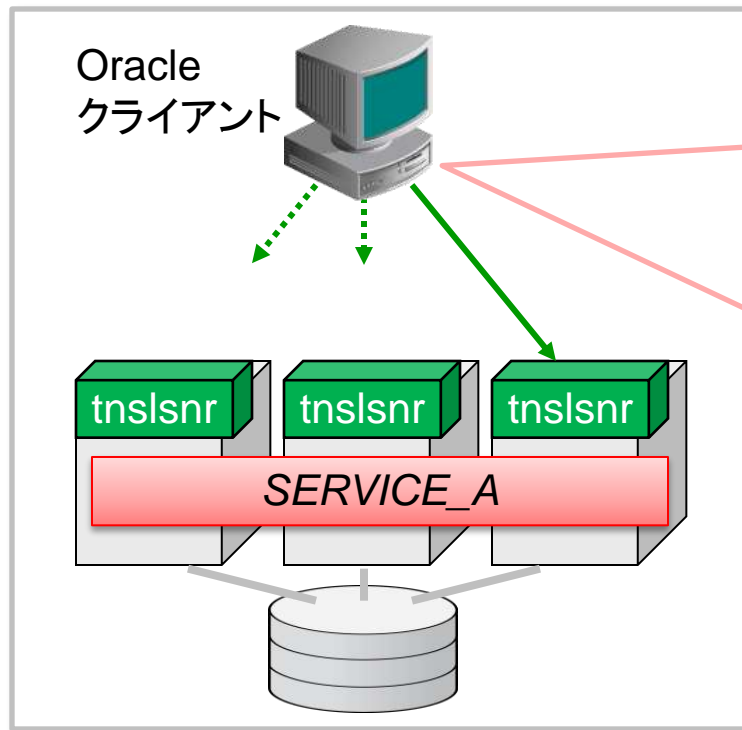 Oracle
クライアント
tnslsnr
tnslsnr
tnslsnr
SERVICE_A